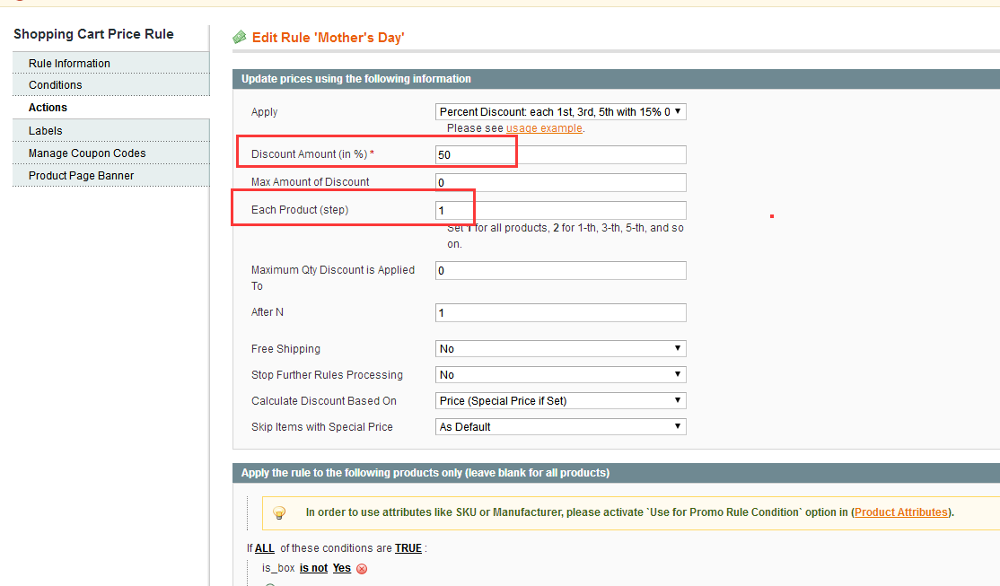 Shopping Cart Price Rule
Rule Information
Conditions
Actions
Labels
Manage Coupon Codes
Product Page Banner
Edit Rule 'Mother's Day'
Update prices using the following information
Apply Percent Discount: each 1st, 3rd, 5th with 15% 0
Please see usage example.
Discount Amount (in %) * 50
Max Amount of Discount 0
Each Product (step) 1
Set 1 for all products, 2 for 1-th, 3-th, 5-th, and so
on.
Maximum Qty Discount is Applied
To
0
After N 1
Free Shipping No
Stop Further Rules Processing No
Calculate Discount Based On Price (Special Price if Set)
Skip Items with Special Price As Default
Apply the rule to the following products only (leave blank for all products)
In order to use attributes like SKU or Manufacturer, please activate `Use for Promo Rule Condition` option in (Product Attributes).
If ALL of these conditions are TRUE :
is_box is not Yes